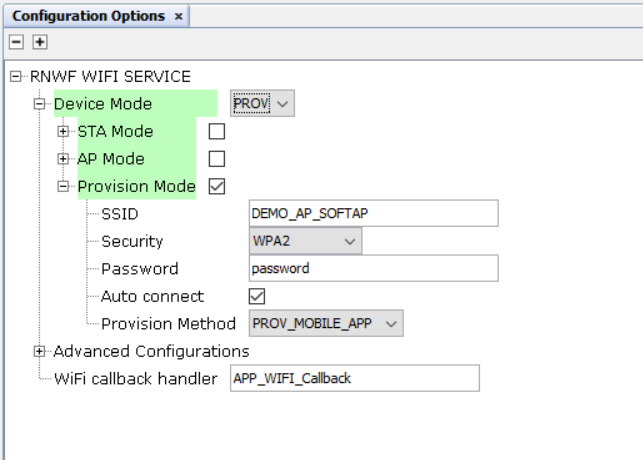 Configuration Options ×
RNWF WIFI SERVICE
Device Mode PROV
STA Mode
AP Mode
Provision Mode
SSID DEMO_AP_SOFTAP
Security WPA2
Password password
Auto connect
Provision Method PROV_MOBILE_APP
Advanced Configurations
WiFi callback handler APP_WIFI_Callback